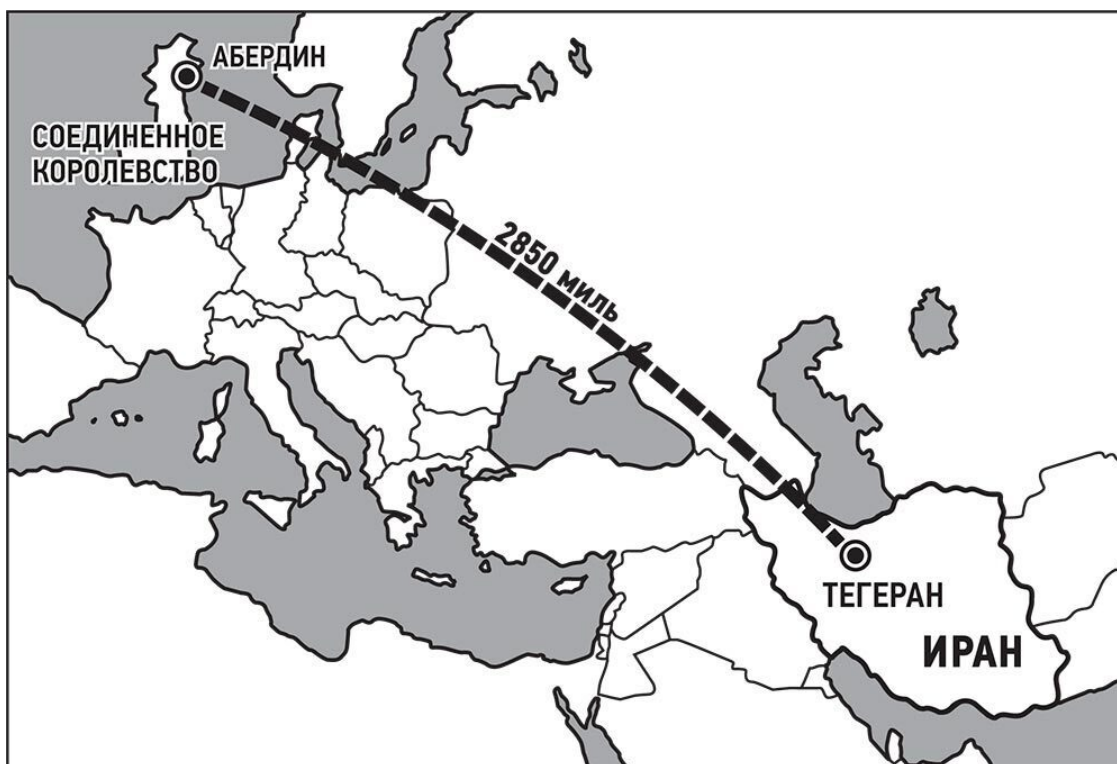 АБЕРДИН
СОЕДИНЕННОЕ
КОРОЛЕВСТВО
2850 миль
ТЕГЕРАН
ИРАН